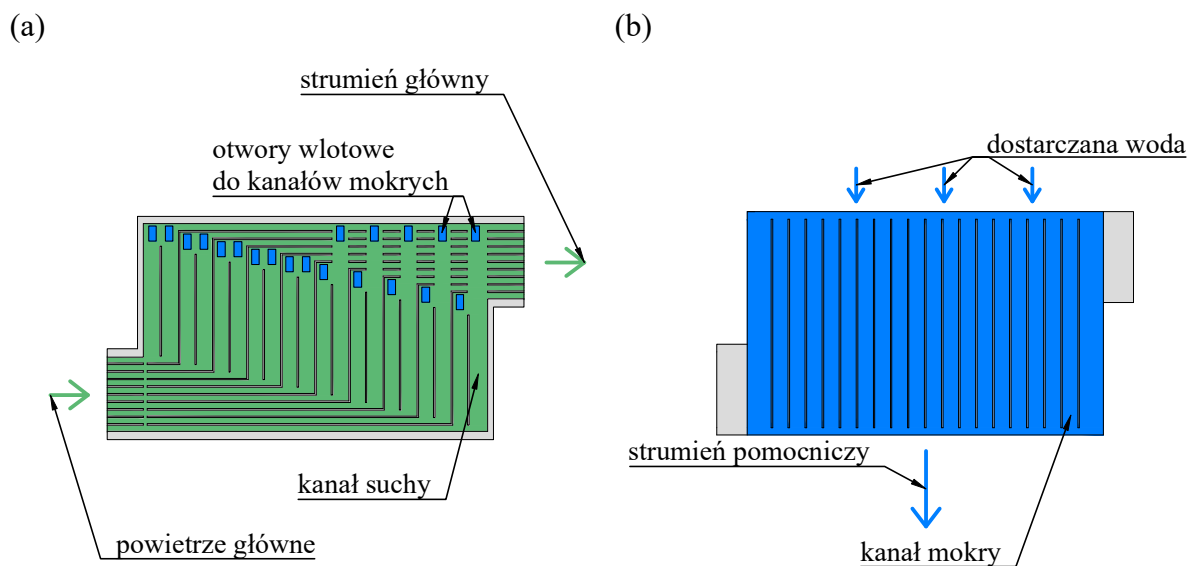 (a)
strumień główny
otwory wlotowe
do kanałów mokrych
kanał suchy
powietrze główne
(b)
dostarczana woda
strumień pomocniczy
kanał mokry